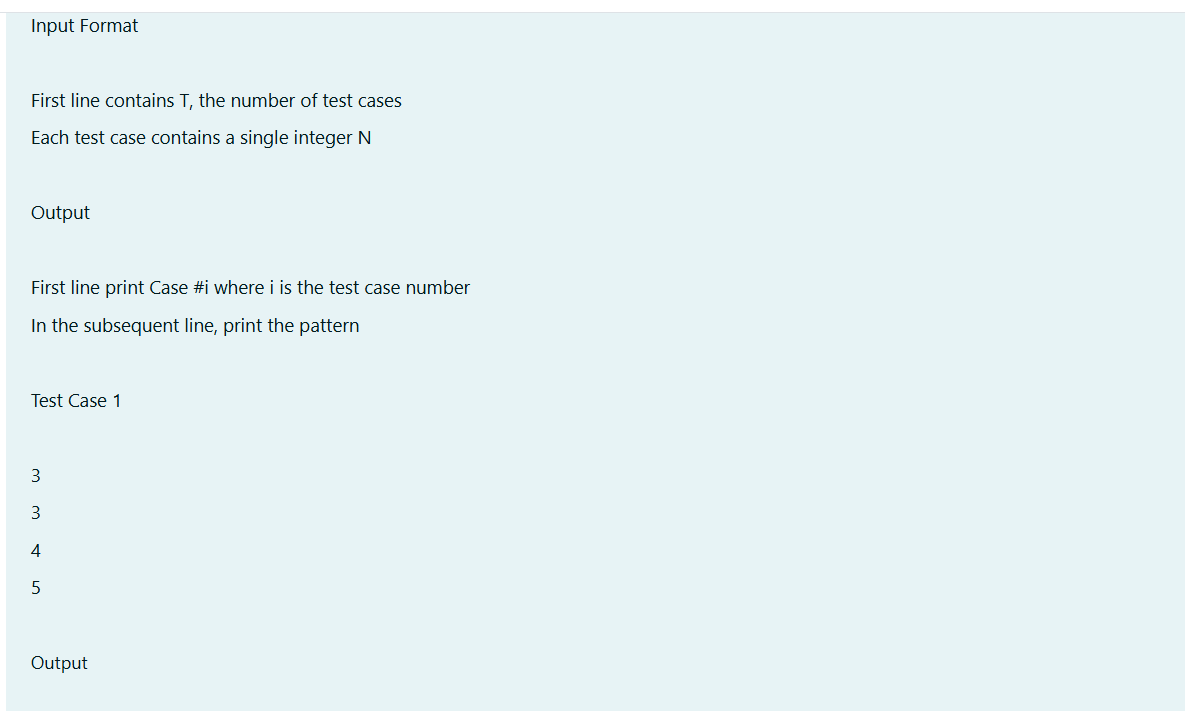 Input Format
First line contains T, the number of test cases
Each test case contains a single integer N
Output
First line print Case #i where i is the test case number
In the subsequent line, print the pattern
Test Case 1
3
3
4
5
Output